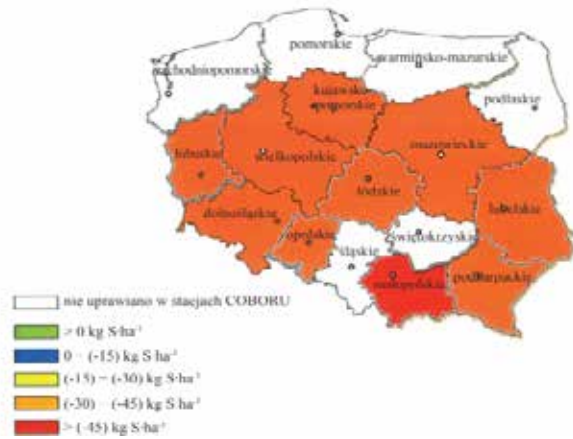 pomorskie
warmińsko-mazurskie
zachodniopomorskie
podlaskie
kujawsko-
pomorskie
mazowieckie
lubuskie
wielkopolskie
łódzkie
lubelskie
dolnośląskie
opolskie
śląskie
świętokrzyskie
małopolskie
podkarpackie
nie uprawiano w stacjach COBORU
> 0 kg S·ha⁻¹
0 – (-15) kg S·ha⁻¹
(-15) – (-30) kg S·ha⁻¹
(-30) – (-45) kg S·ha⁻¹
> (-45) kg S·ha⁻¹